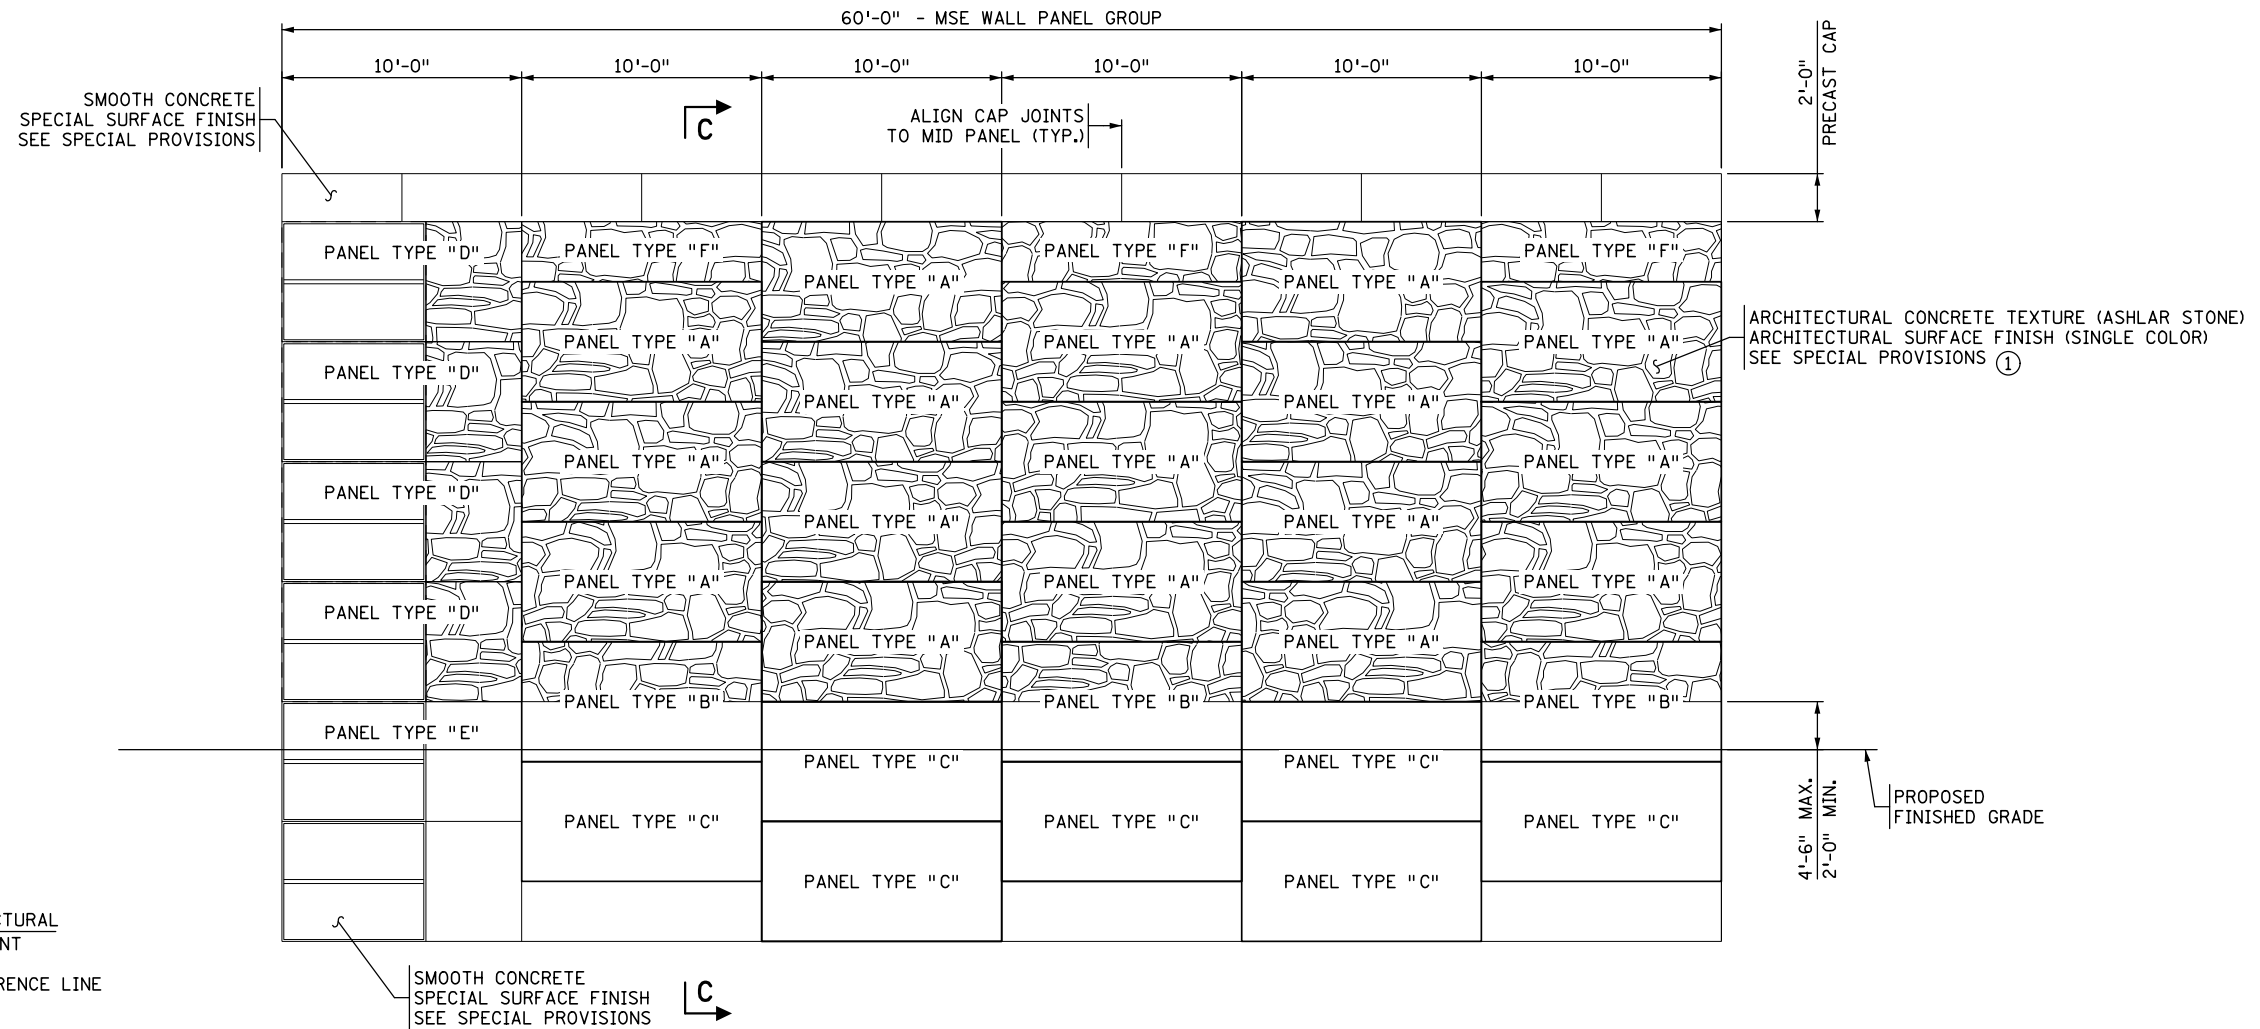 60'-0" - MSE WALL PANEL GROUP
10'-0" 10'-0" 10'-0" 10'-0" 10'-0" 10'-0"
2'-0"
PRECAST CAP
SMOOTH CONCRETE
SPECIAL SURFACE FINISH
SEE SPECIAL PROVISIONS
C
ALIGN CAP JOINTS
TO MID PANEL (TYP.)
PANEL TYPE "D"
PANEL TYPE "D"
PANEL TYPE "D"
PANEL TYPE "D"
PANEL TYPE "E"
PANEL TYPE "F"
PANEL TYPE "A"
PANEL TYPE "A"
PANEL TYPE "A"
PANEL TYPE "B"
PANEL TYPE "C"
PANEL TYPE "A"
PANEL TYPE "A"
PANEL TYPE "A"
PANEL TYPE "A"
PANEL TYPE "C"
PANEL TYPE "C"
PANEL TYPE "F"
PANEL TYPE "A"
PANEL TYPE "A"
PANEL TYPE "A"
PANEL TYPE "B"
PANEL TYPE "C"
PANEL TYPE "A"
PANEL TYPE "A"
PANEL TYPE "A"
PANEL TYPE "A"
PANEL TYPE "C"
PANEL TYPE "C"
PANEL TYPE "F"
PANEL TYPE "A"
PANEL TYPE "A"
PANEL TYPE "A"
PANEL TYPE "B"
PANEL TYPE "C"
ARCHITECTURAL CONCRETE TEXTURE (ASHLAR STONE)
ARCHITECTURAL SURFACE FINISH (SINGLE COLOR)
SEE SPECIAL PROVISIONS 1
4'-6" MAX.
2'-0" MIN.
PROPOSED
FINISHED GRADE
CTURAL
NT
RENCE LINE
SMOOTH CONCRETE
SPECIAL SURFACE FINISH
SEE SPECIAL PROVISIONS
C